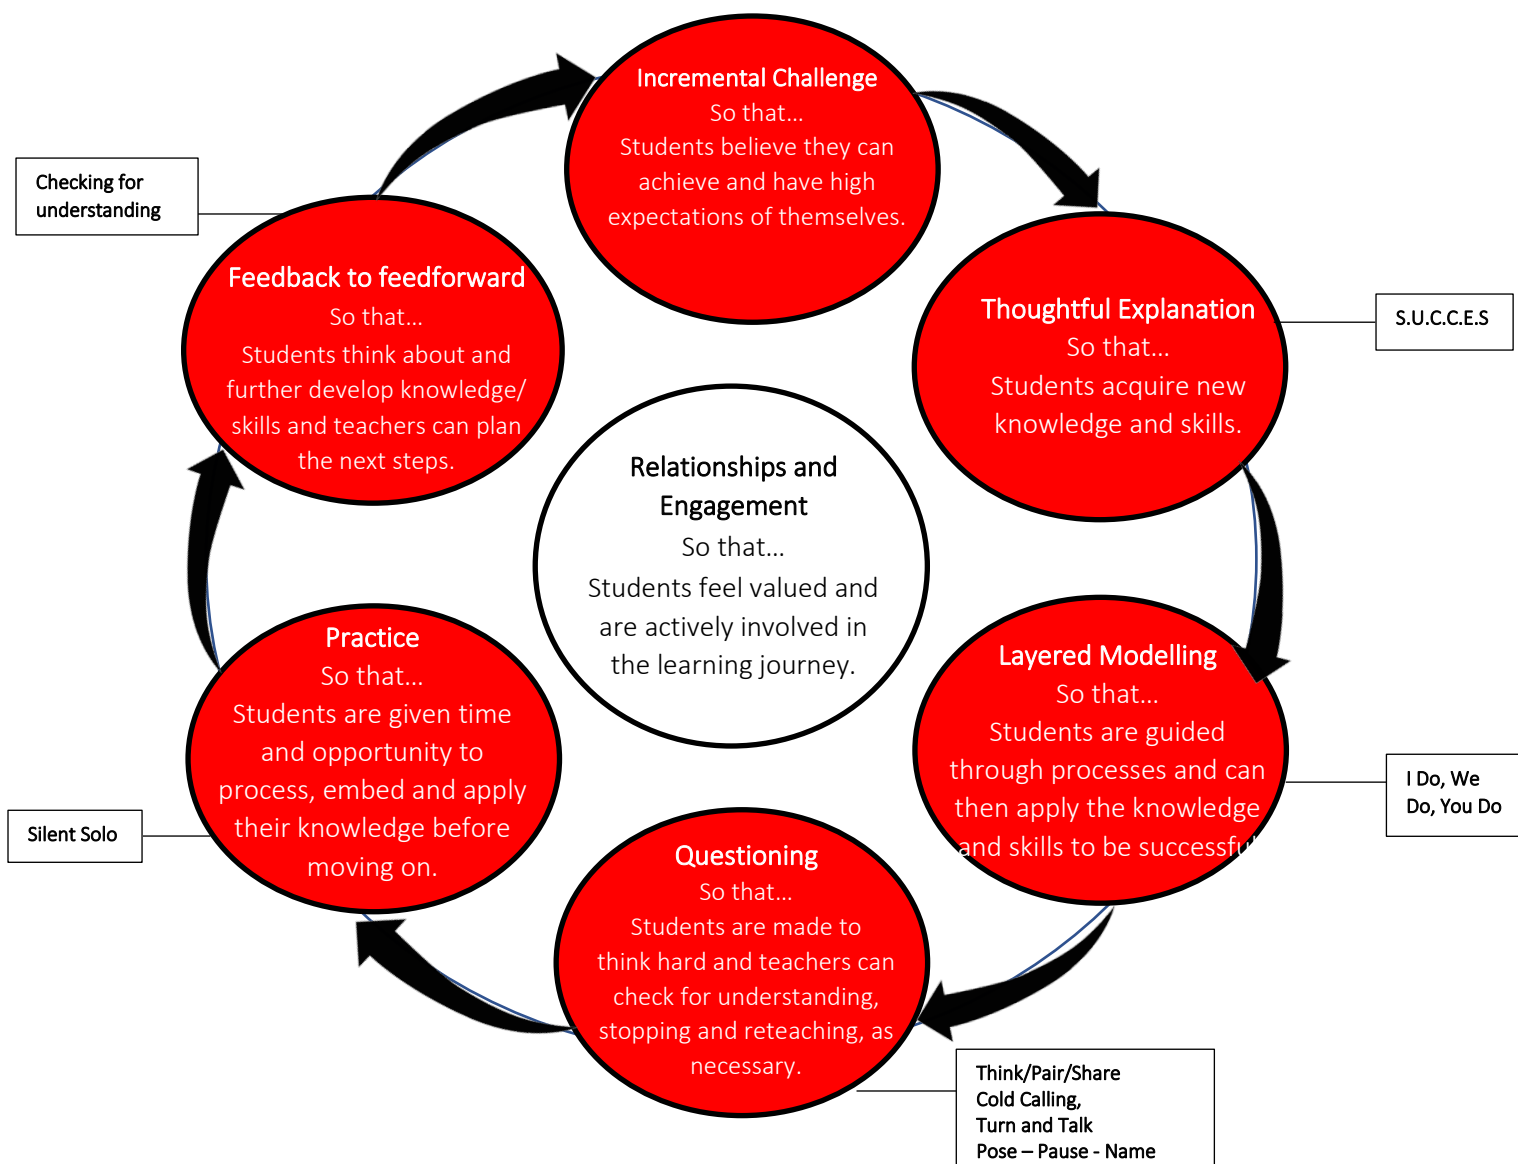 Incremental Challenge
So that...
Students believe they can
achieve and have high
expectations of themselves.
Thoughtful Explanation
So that...
Students acquire new
knowledge and skills.
S.U.C.C.E.S
Layered Modelling
So that...
Students are guided
through processes and can
then apply the knowledge
and skills to be successful
I Do, We
Do, You Do
Questioning
So that...
Students are made to
think hard and teachers can
check for understanding,
stopping and reteaching, as
necessary.
Think/Pair/Share
Cold Calling,
Turn and Talk
Pose – Pause - Name
Practice
So that...
Students are given time
and opportunity to
process, embed and apply
their knowledge before
moving on.
Silent Solo
Feedback to feedforward
So that...
Students think about and
further develop knowledge/
skills and teachers can plan
the next steps.
Checking for
understanding
Relationships and
Engagement
So that...
Students feel valued and
are actively involved in
the learning journey.